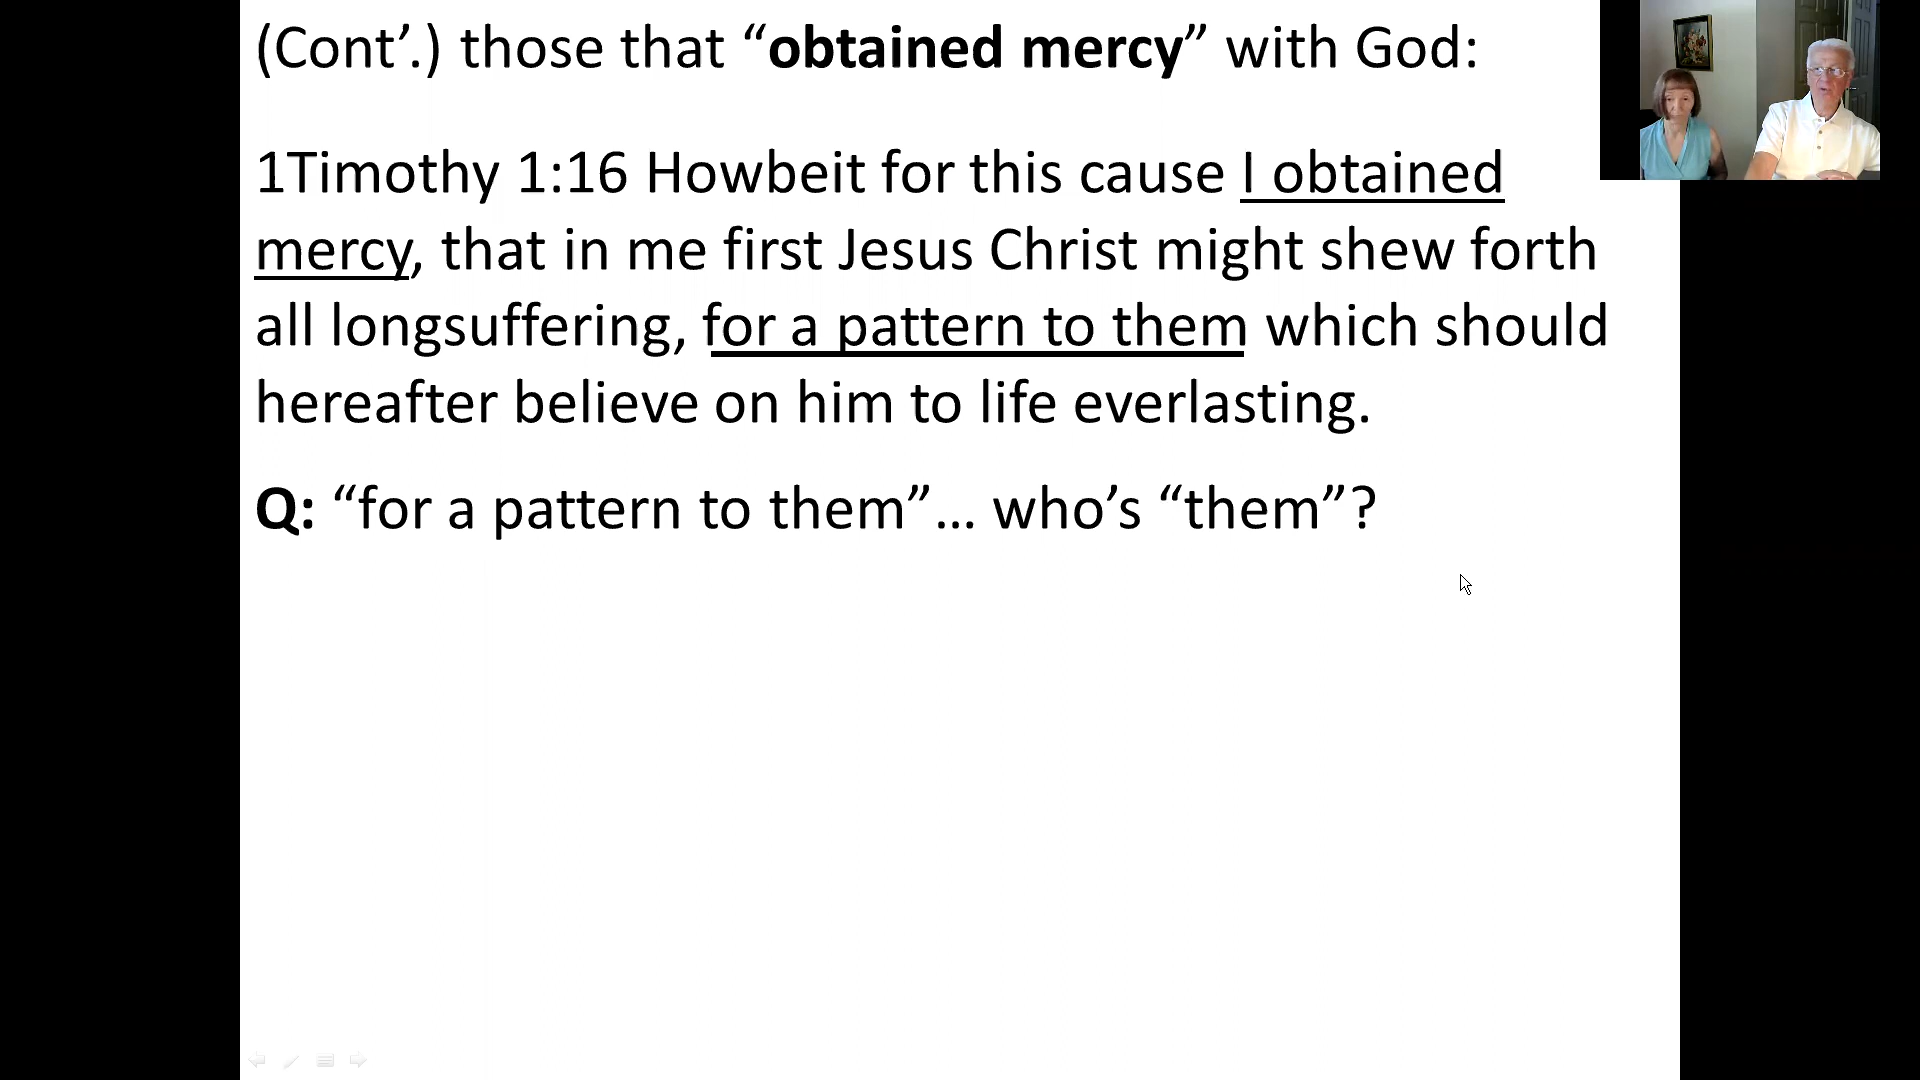 (Cont’.) those that “obtained mercy” with God:
1Timothy 1:16 Howbeit for this cause I obtained
mercy, that in me first Jesus Christ might shew forth
all longsuffering, for a pattern to them which should
hereafter believe on him to life everlasting.
Q: “for a pattern to them”… who’s “them”?